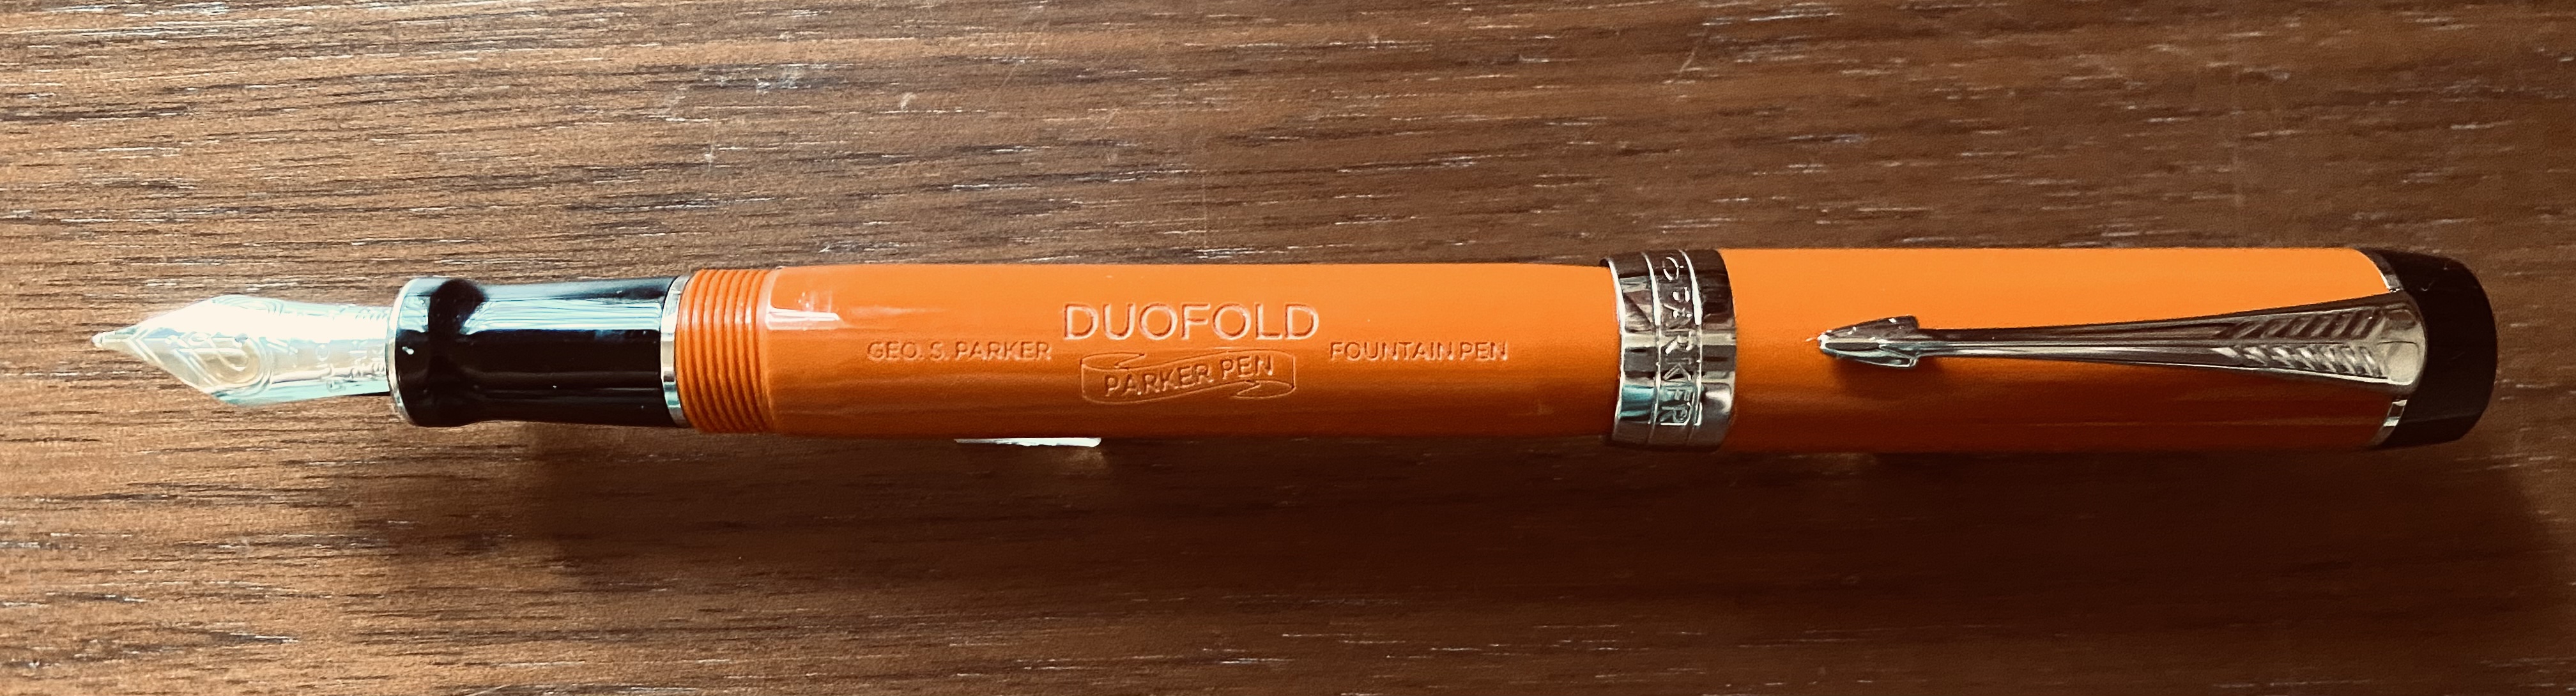 DUOFOLD
GEO. S. PARKER PARKER PEN FOUNTAIN PEN
PARKER